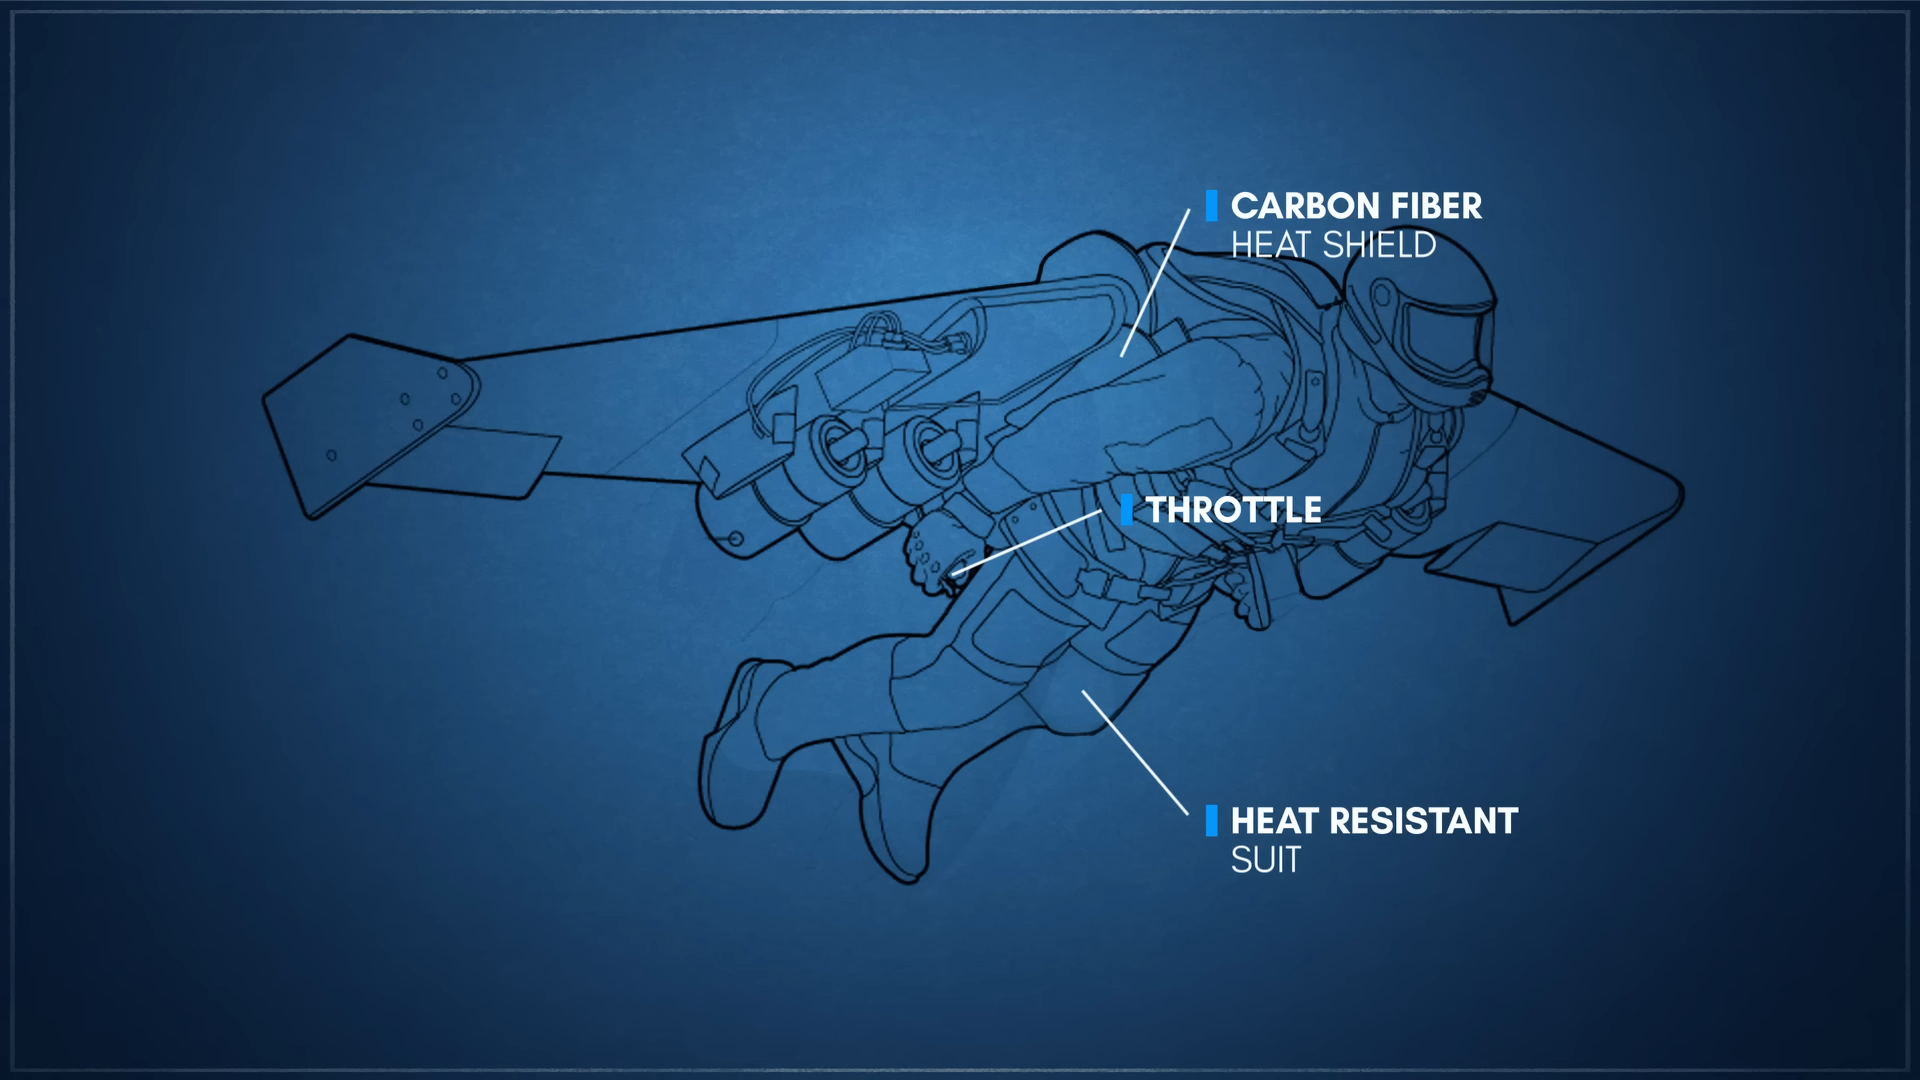 CARBON FIBER
HEAT SHIELD
THROTTLE
HEAT RESISTANT
SUIT